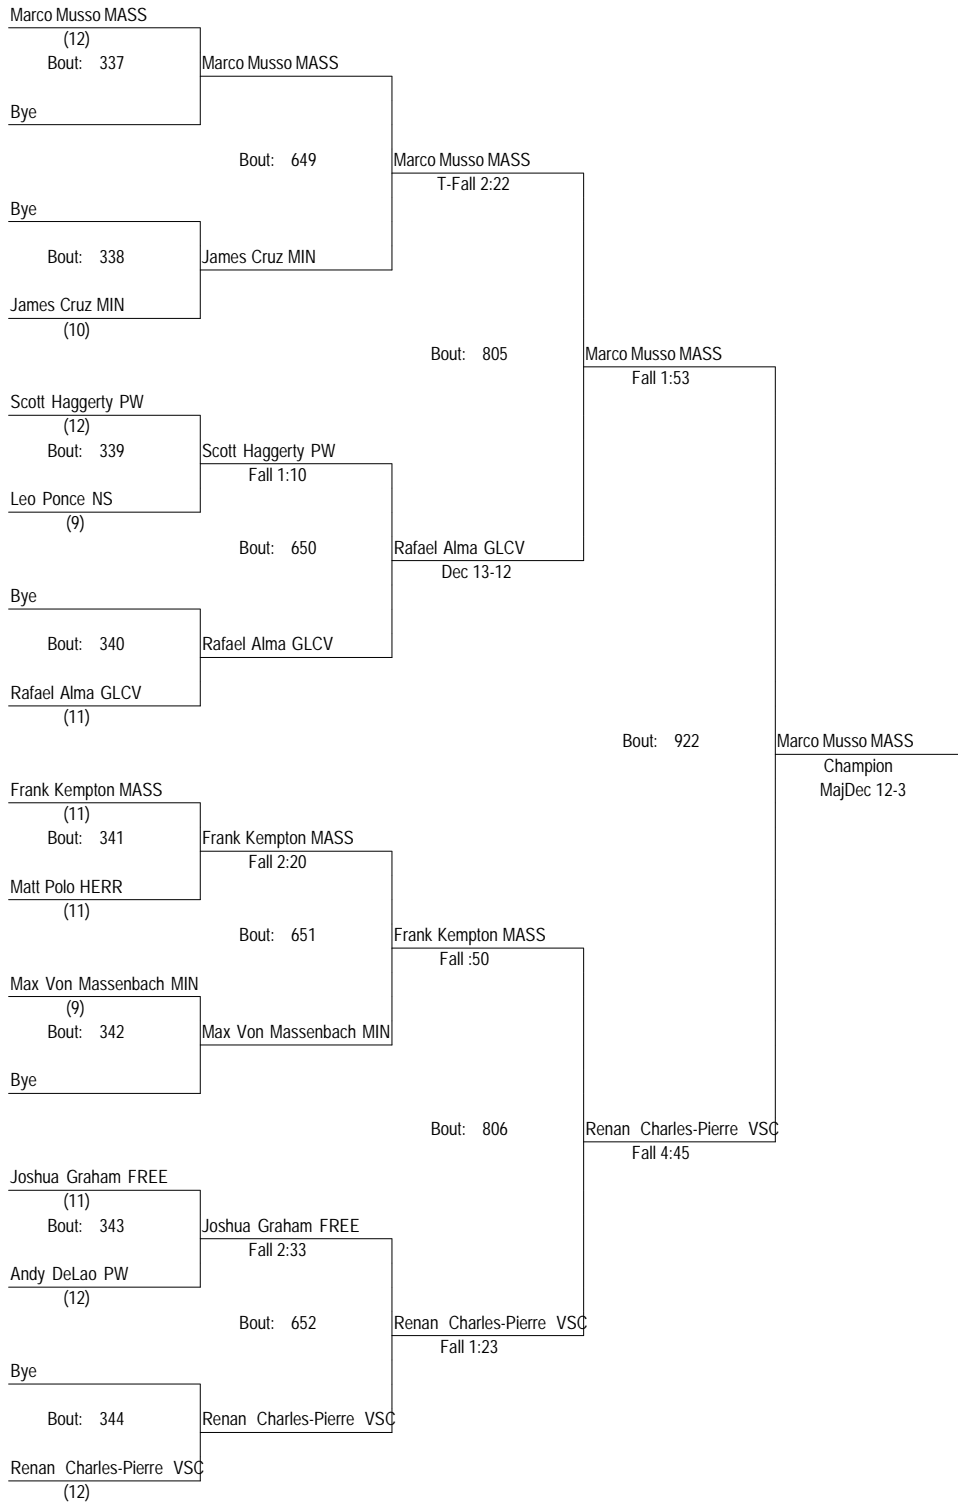 Marco Musso MASS
(12)
Bout: 337
Marco Musso MASS
Bye
Bout: 649
Marco Musso MASS
T-Fall 2:22
Bye
Bout: 338
James Cruz MIN
James Cruz MIN
(10)
Bout: 805
Marco Musso MASS
Fall 1:53
Scott Haggerty PW
(12)
Bout: 339
Scott Haggerty PW
Fall 1:10
Leo Ponce NS
(9)
Bout: 650
Rafael Alma GLCV
Dec 13-12
Bye
Bout: 340
Rafael Alma GLCV
Rafael Alma GLCV
(11)
Bout: 922
Marco Musso MASS
Champion
MajDec 12-3
Frank Kempton MASS
(11)
Bout: 341
Frank Kempton MASS
Fall 2:20
Matt Polo HERR
(11)
Bout: 651
Frank Kempton MASS
Fall :50
Max Von Massenbach MIN
(9)
Bout: 342
Max Von Massenbach MIN
Bye
Bout: 806
Renan Charles-Pierre VSC
Fall 4:45
Joshua Graham FREE
(11)
Bout: 343
Joshua Graham FREE
Fall 2:33
Andy DeLao PW
(12)
Bout: 652
Renan Charles-Pierre VSC
Fall 1:23
Bye
Bout: 344
Renan Charles-Pierre VSC
Renan Charles-Pierre VSC
(12)